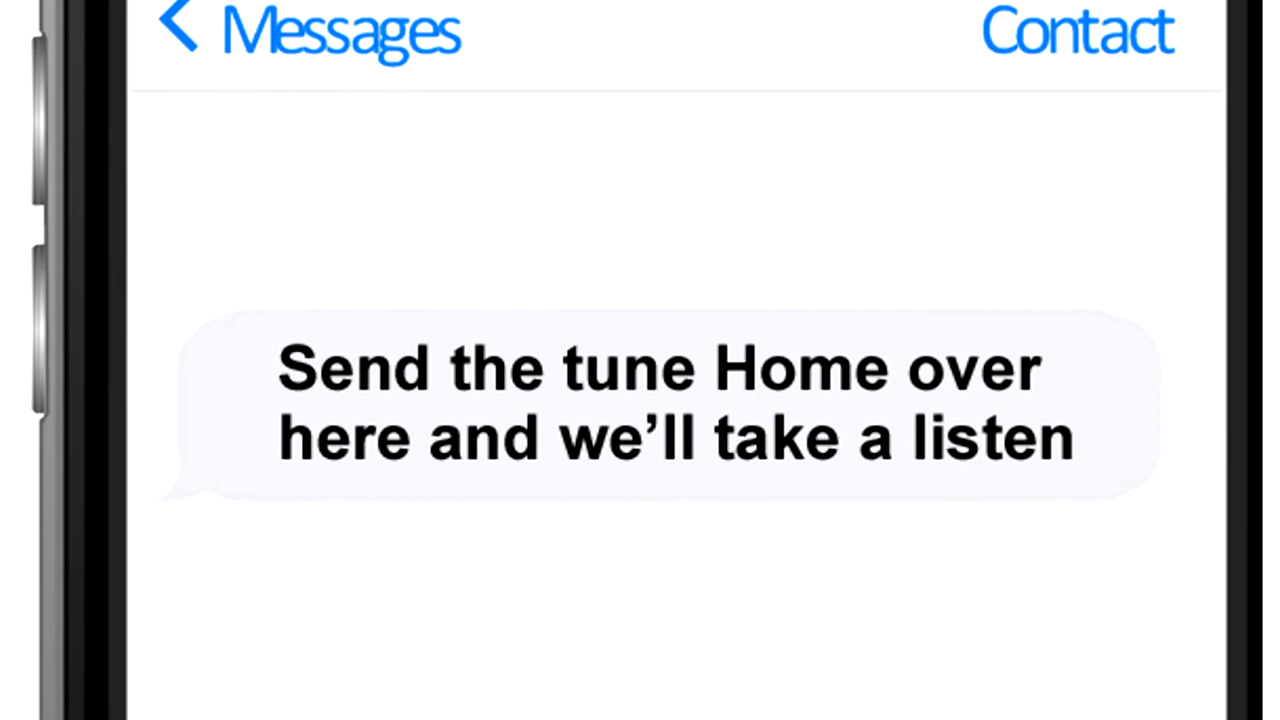 Messages
Contact
Send the tune Home over
here and we’ll take a listen